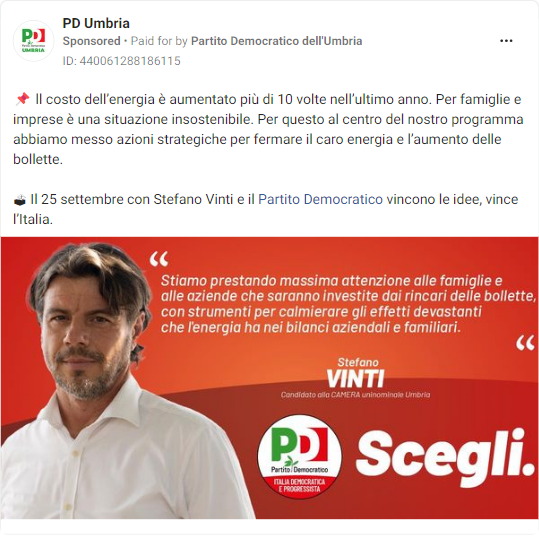 PD Umbria
Sponsored • Paid for by Partito Democratico dell'Umbria
ID: 440061288186115
📌 Il costo dell'energia è aumentato più di 10 volte nell'ultimo anno. Per famiglie e
imprese è una situazione insostenibile. Per questo al centro del nostro programma
abbiamo messo azioni strategiche per fermare il caro energia e l'aumento delle
bollette.
🗳 Il 25 settembre con Stefano Vinti e il Partito Democratico vincono le idee, vince
l'Italia.
“
Stiamo prestando massima attenzione alle famiglie e
alle aziende che saranno investite dai rincari delle bollette,
con strumenti per calmierare gli effetti devastanti
che l'energia ha nei bilanci aziendali e familiari.
“
Stefano
VINTI
Candidato alla CAMERA uninominale Umbria
PD
Partito Democratico
ITALIA DEMOCRATICA
E PROGRESSISTA
Scegli.